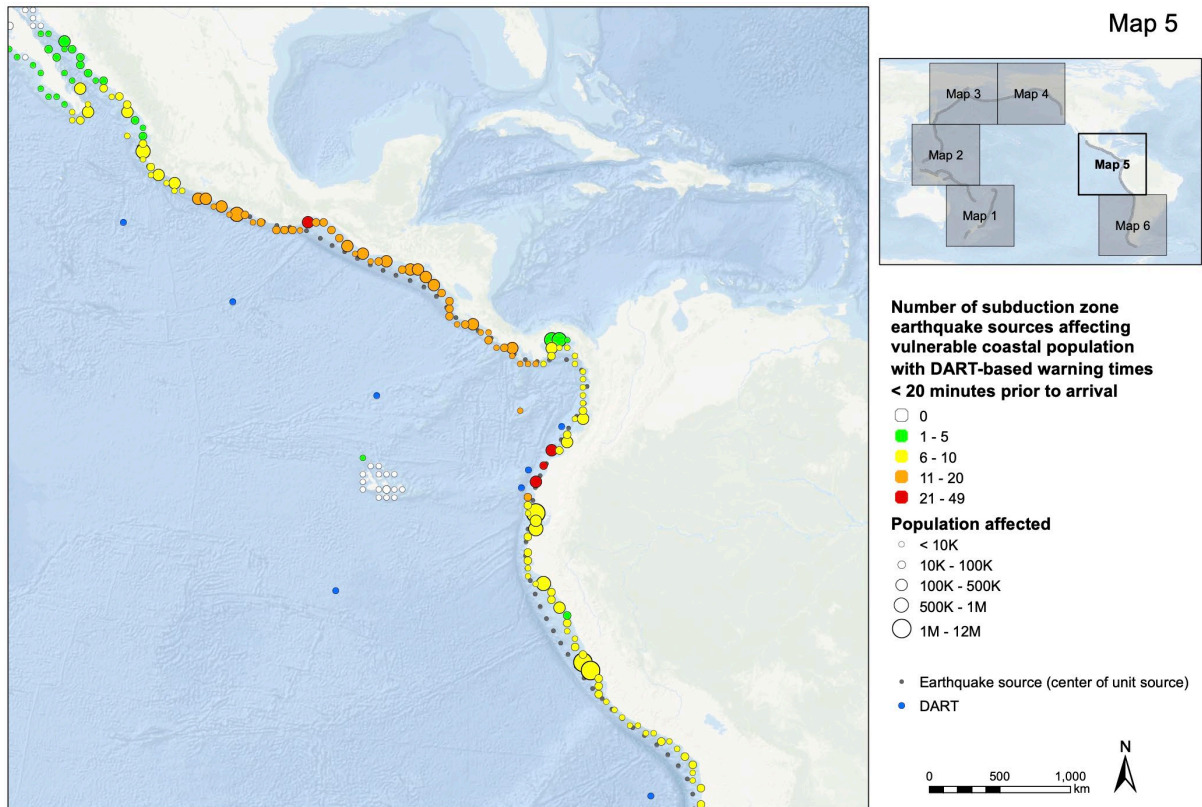 Map 5
Map 3
Map 4
Map 2
Map 5
Map 1
Map 6
Number of subduction zone
earthquake sources affecting
vulnerable coastal population
with DART-based warning times
< 20 minutes prior to arrival
0
1 - 5
6 - 10
11 - 20
21 - 49
Population affected
< 10K
10K - 100K
100K - 500K
500K - 1M
1M - 12M
Earthquake source (center of unit source)
DART
N
0 500 1,000
km